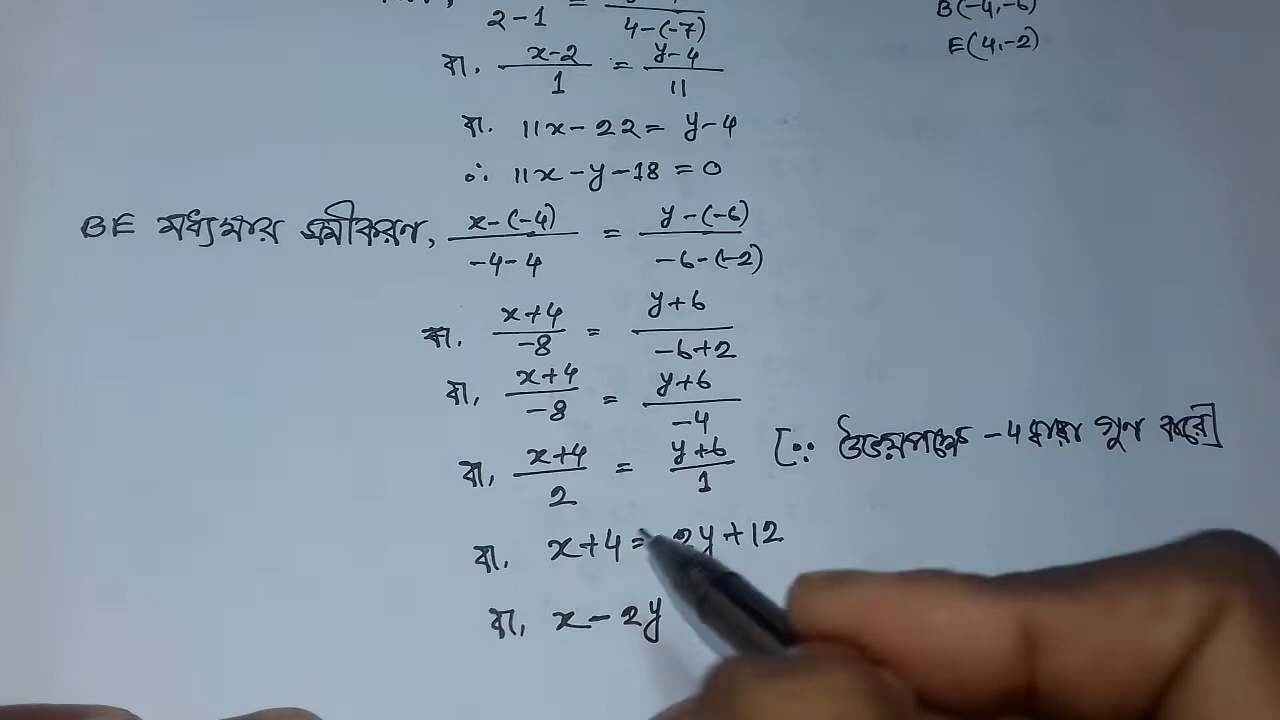 2-1 = 4-(-7)
B(-4,-6)
E(4,-2)
বা, x-2/1 = y-4/11
বা, 11x-22 = y-4
∴ 11x-y-18 = 0
BE মধ্যমার সমীকরণ, x-(-4)/-4-4 = y-(-6)/-6-(-2)
বা, x+4/-8 = y+6/-6+2
বা, x+4/-8 = y+6/-4
বা, x+4/2 = y+6/1 [∵ উভয়পক্ষে -4 দ্বারা গুন করে]
বা, x+4 = 2y+12
বা, x-2y